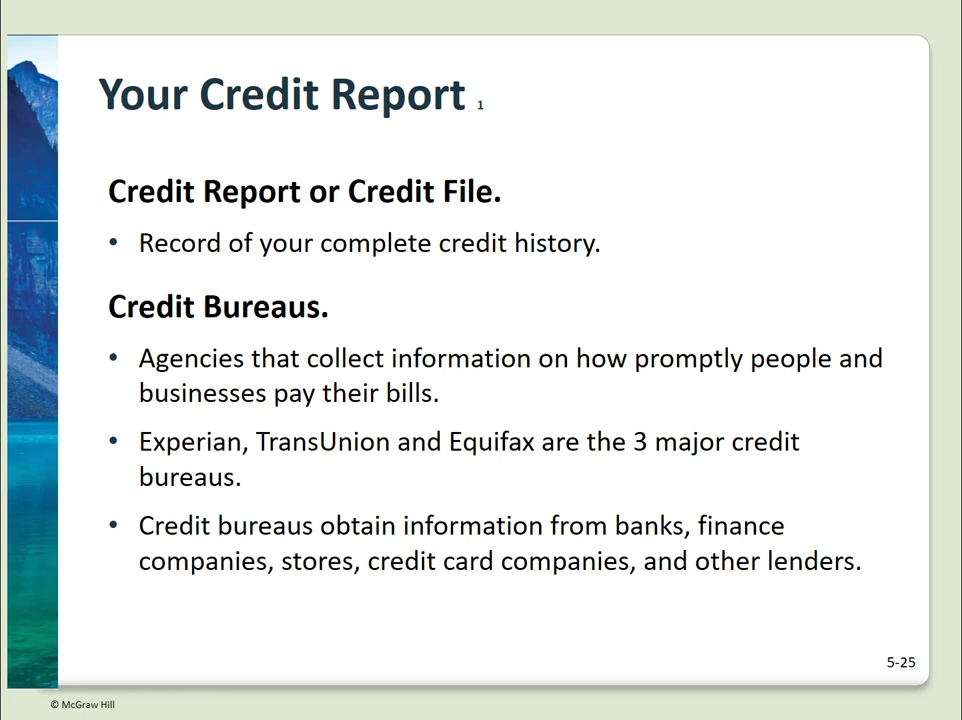 Your Credit Report 1
Credit Report or Credit File.
• Record of your complete credit history.
Credit Bureaus.
• Agencies that collect information on how promptly people and
businesses pay their bills.
• Experian, TransUnion and Equifax are the 3 major credit
bureaus.
• Credit bureaus obtain information from banks, finance
companies, stores, credit card companies, and other lenders.
5-25
© McGraw Hill